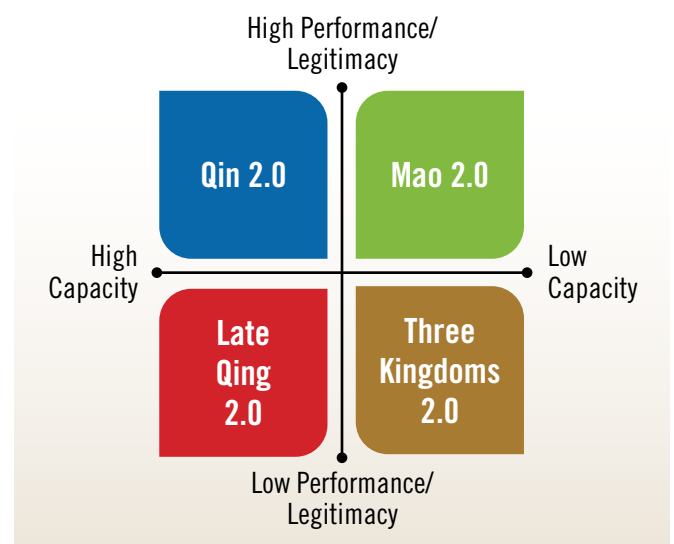 High Performance/
Legitimacy
Qin 2.0
Mao 2.0
High
Capacity
Low
Capacity
Late
Qing
2.0
Three
Kingdoms
2.0
Low Performance/
Legitimacy